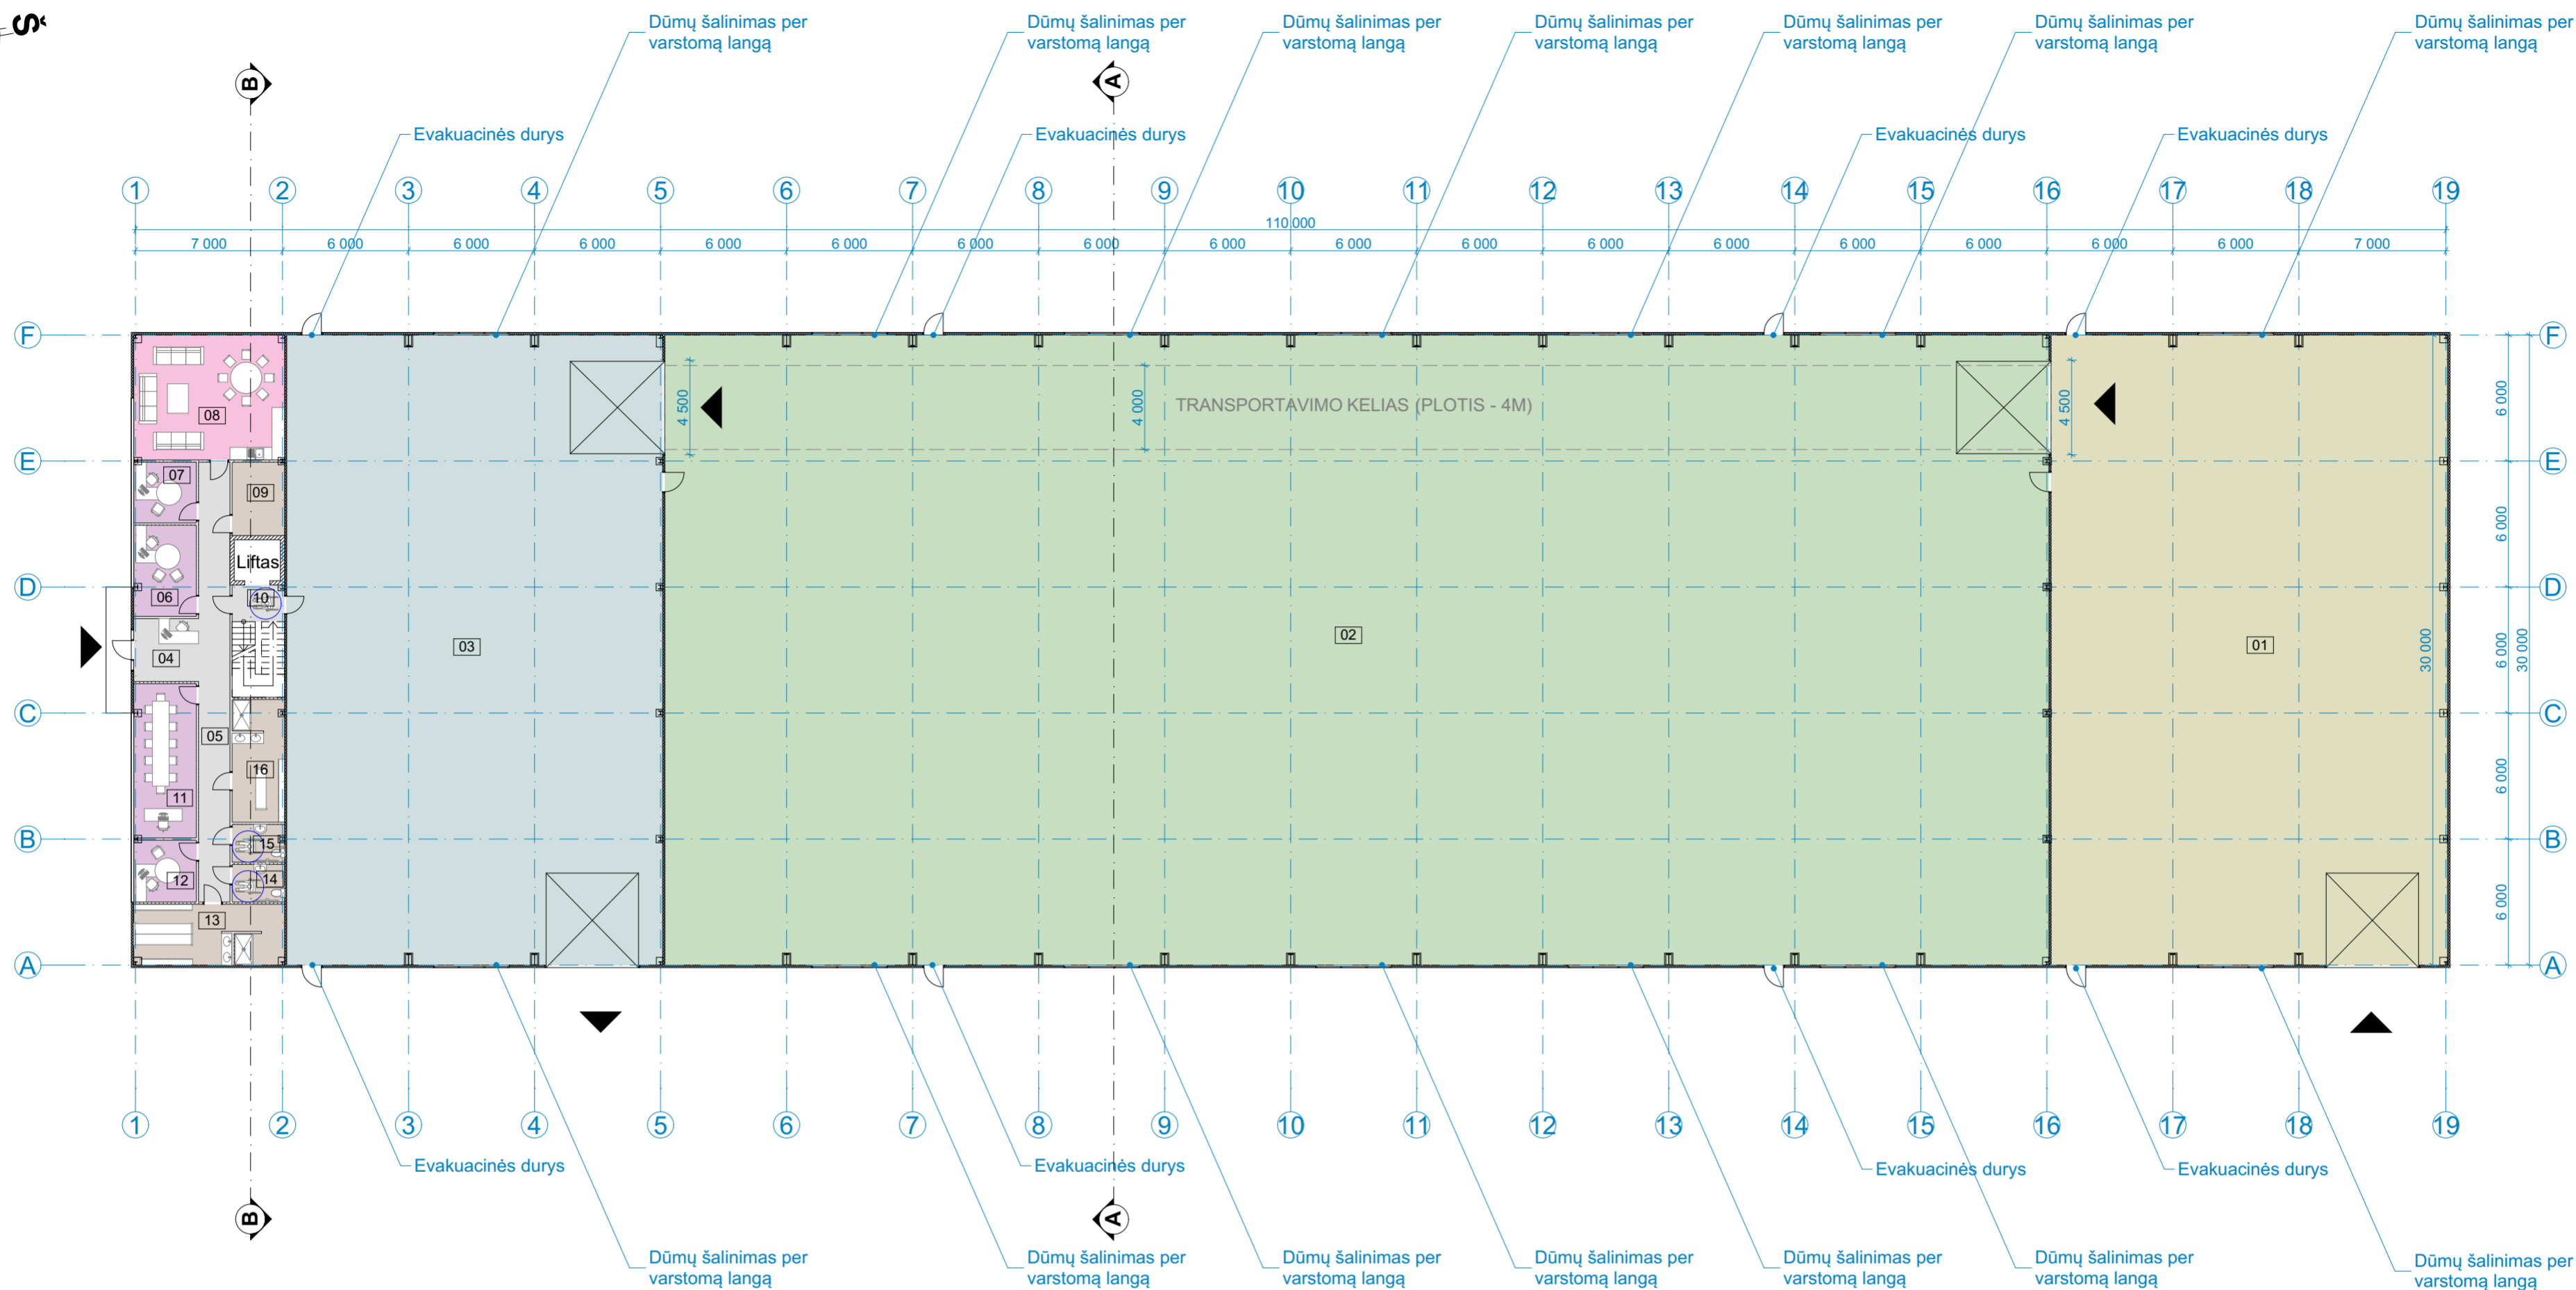 Š
Dūmų šalinimas per
varstomą langą
Dūmų šalinimas per
varstomą langą
Dūmų šalinimas per
varstomą langą
Dūmų šalinimas per
varstomą langą
Dūmų šalinimas per
varstomą langą
Dūmų šalinimas per
varstomą langą
Dūmų šalinimas per
varstomą langą
B
A
Evakuacinės durys
Evakuacinės durys
Evakuacinės durys
Evakuacinės durys
1 2 3 4 5 6 7 8 9 10 11 12 13 14 15 16 17 18 19
110 000
7 000 6 000 6 000 6 000 6 000 6 000 6 000 6 000 6 000 6 000 6 000 6 000 6 000 6 000 6 000 6 000 6 000 7 000
F
F
08
4 500
4 000
TRANSPORTAVIMO KELIAS (PLOTIS - 4M)
4 500
6 000
E
E
07
09
6 000
Liftas
D
D
06
10
04
03
02
01
30 000
6 000
30 000
C
C
05
11
16
6 000
B
B
15
12
14
13
6 000
A
A
1 2 3 4 5 6 7 8 9 10 11 12 13 14 15 16 17 18 19
Evakuacinės durys
Evakuacinės durys
Evakuacinės durys
Evakuacinės durys
B
A
Dūmų šalinimas per
varstomą langą
Dūmų šalinimas per
varstomą langą
Dūmų šalinimas per
varstomą langą
Dūmų šalinimas per
varstomą langą
Dūmų šalinimas per
varstomą langą
Dūmų šalinimas per
varstomą langą
Dūmų šalinimas per
varstomą langą